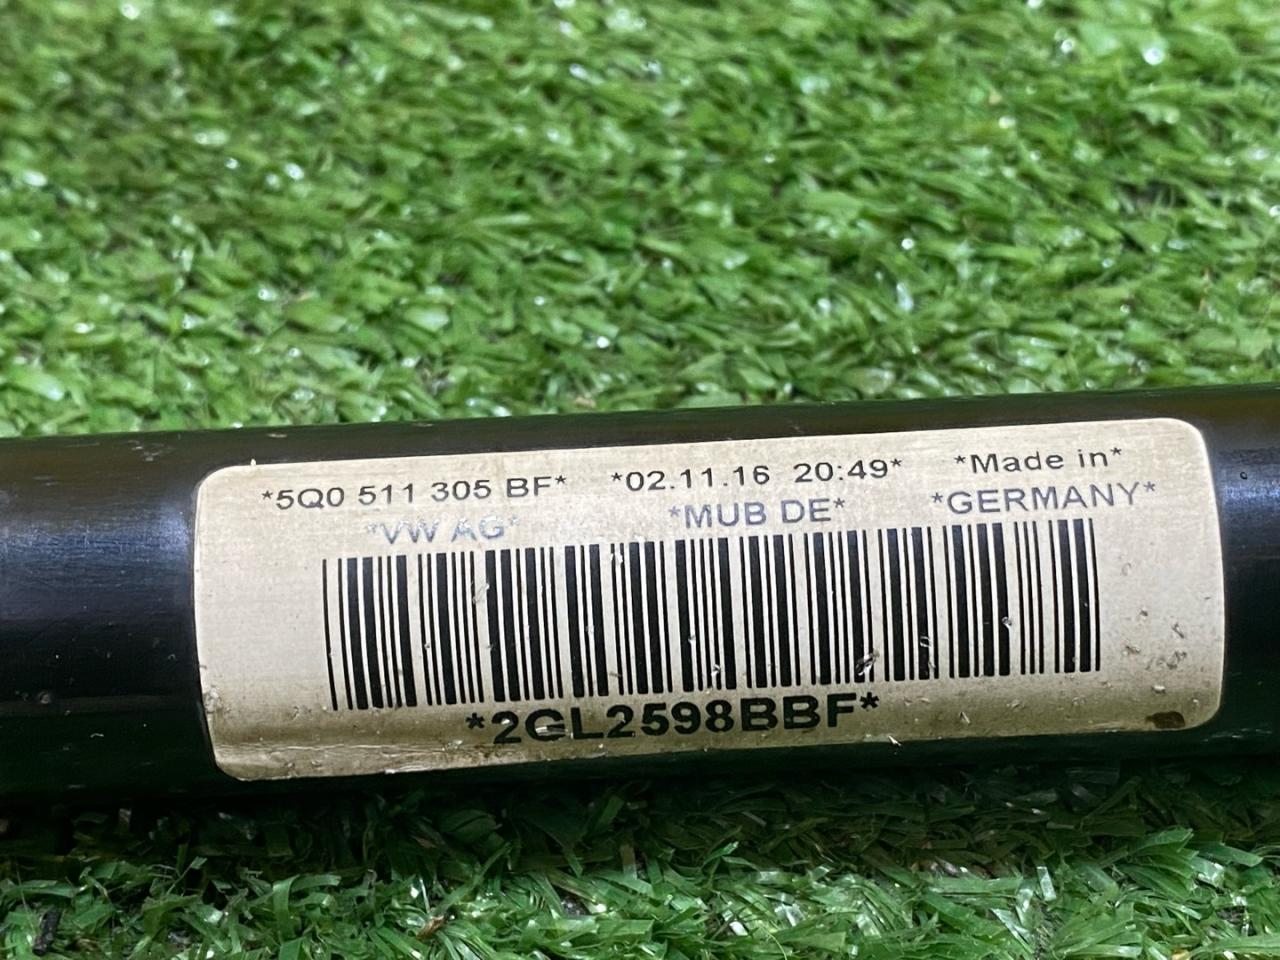 *5Q0 511 305 BF* *02.11.16 20:49* *Made in*
*VW AG* *MUB DE* *GERMANY*
*2GL2598BBF*